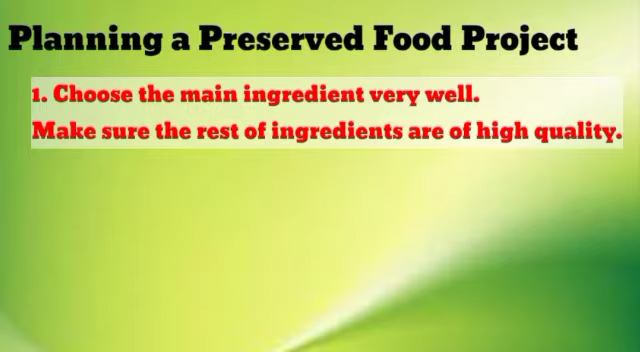 Planning a Preserved Food Project
1. Choose the main ingredient very well.
Make sure the rest of ingredients are of high quality.